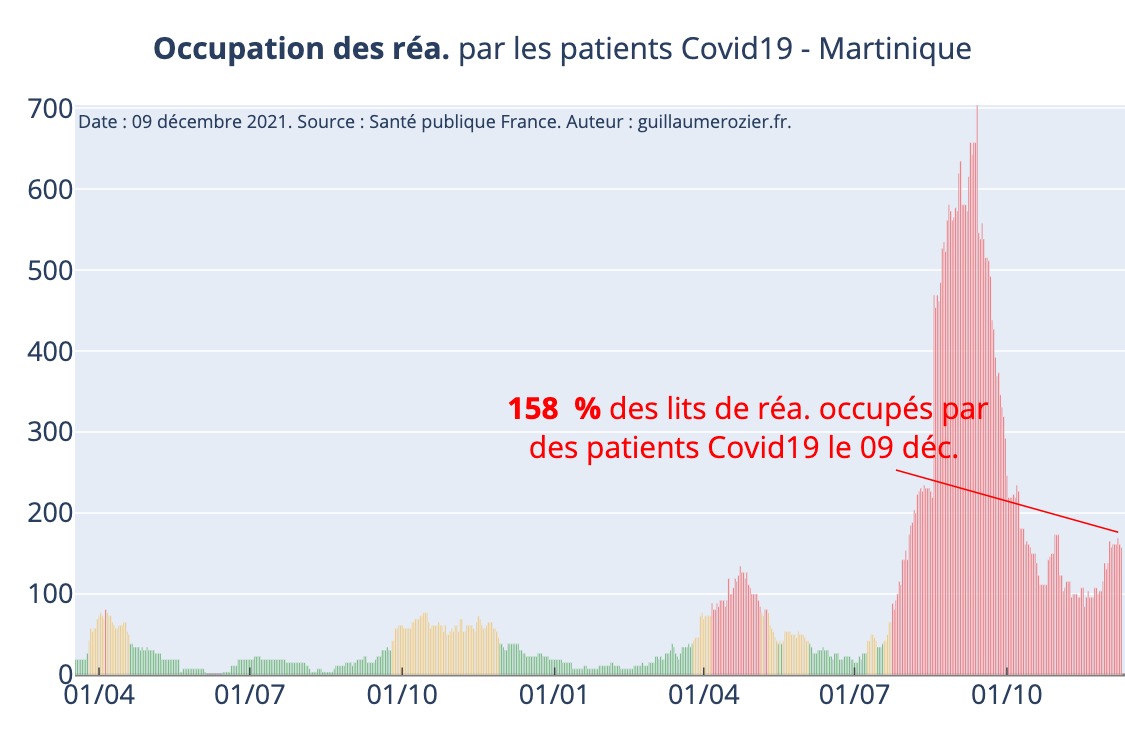 Occupation des réa. par les patients Covid19 - Martinique
700
Date : 09 décembre 2021. Source : Santé publique France. Auteur : guillaumerozier.fr.
600
500
400
158  % des lits de réa. occupés par
300
des patients Covid19 le 09 déc.
200
100
0
01/04 01/07 01/10 01/01 01/04 01/07 01/10